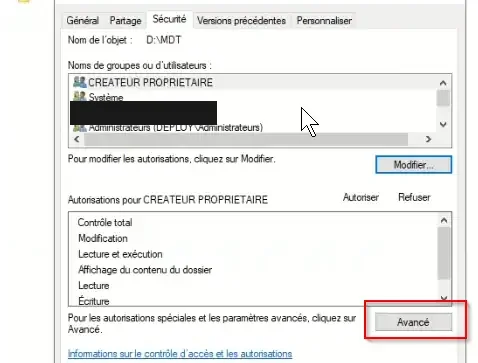 Général Partage Sécurité Versions précédentes Personnaliser
Nom de l'objet : D:\MDT
Noms de groupes ou d'utilisateurs :
CREATEUR PROPRIETAIRE
Système
Administrateurs (DEPLOY\Administrateurs)
Pour modifier les autorisations, cliquez sur Modifier.
Modifier...
Autorisations pour CREATEUR PROPRIETAIRE Autoriser Refuser
Contrôle total
Modification
Lecture et exécution
Affichage du contenu du dossier
Lecture
Écriture
Pour les autorisations spéciales et les paramètres avancés, cliquez sur
Avancé.
Avancé
Informations sur le contrôle d'accès et les autorisations